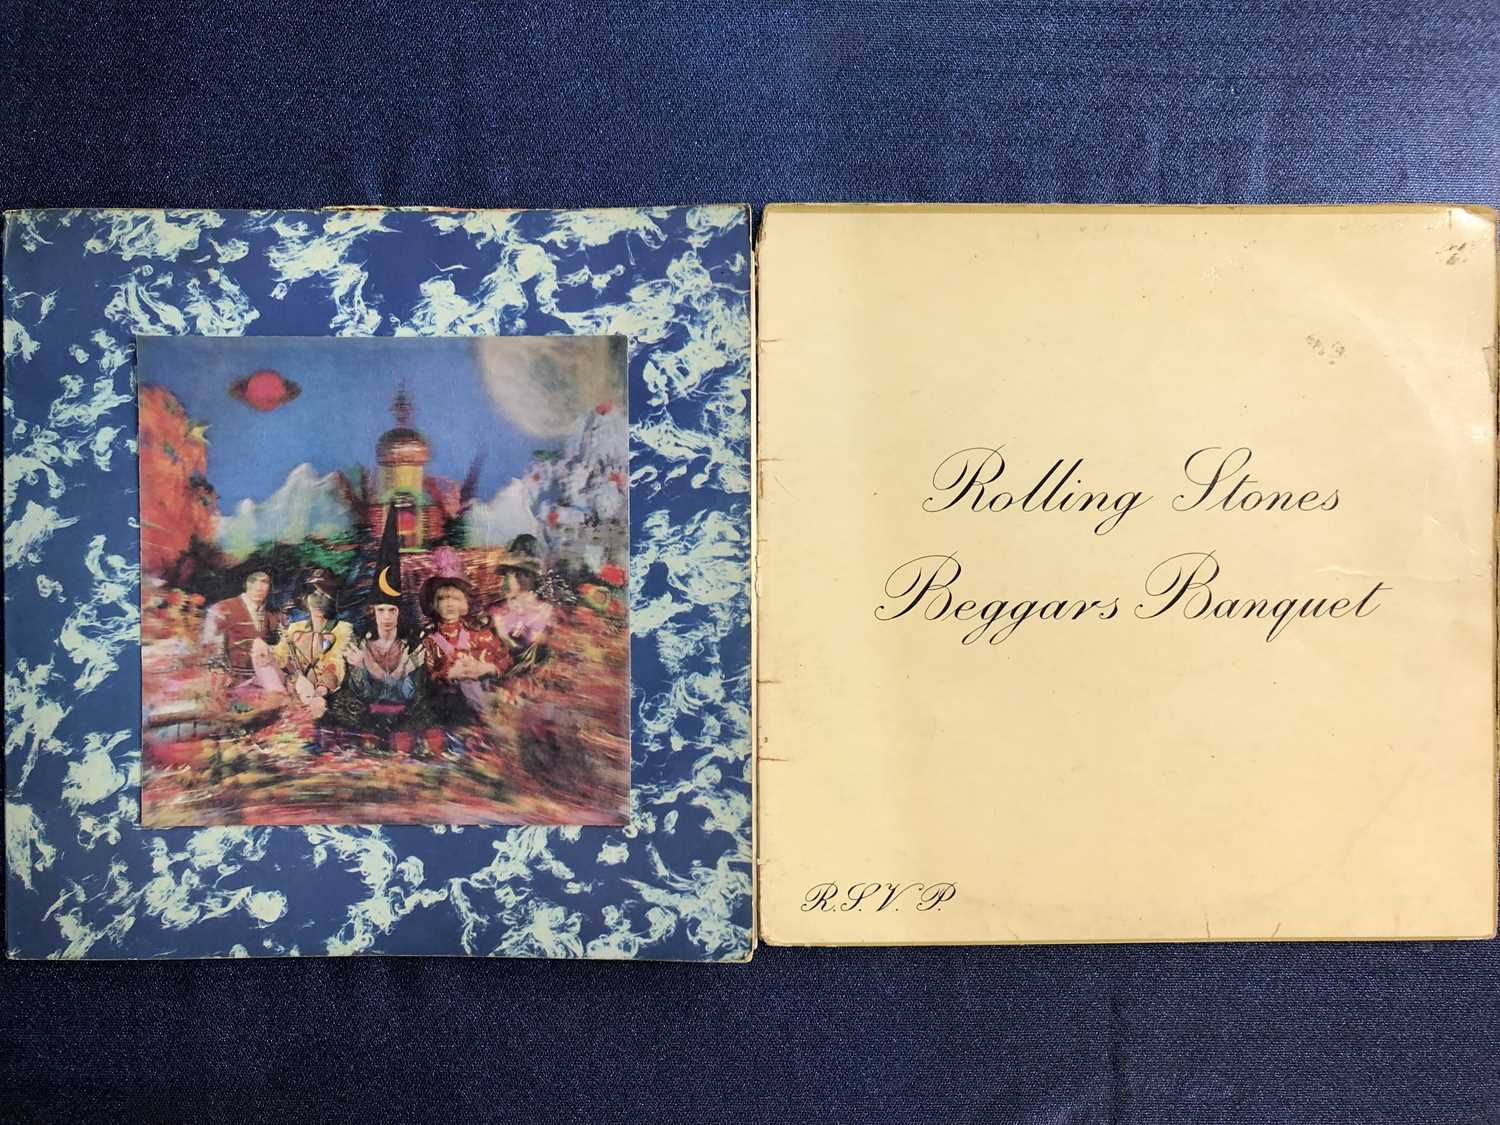 Rolling Stones
Beggars Banquet
R.S.V.P.